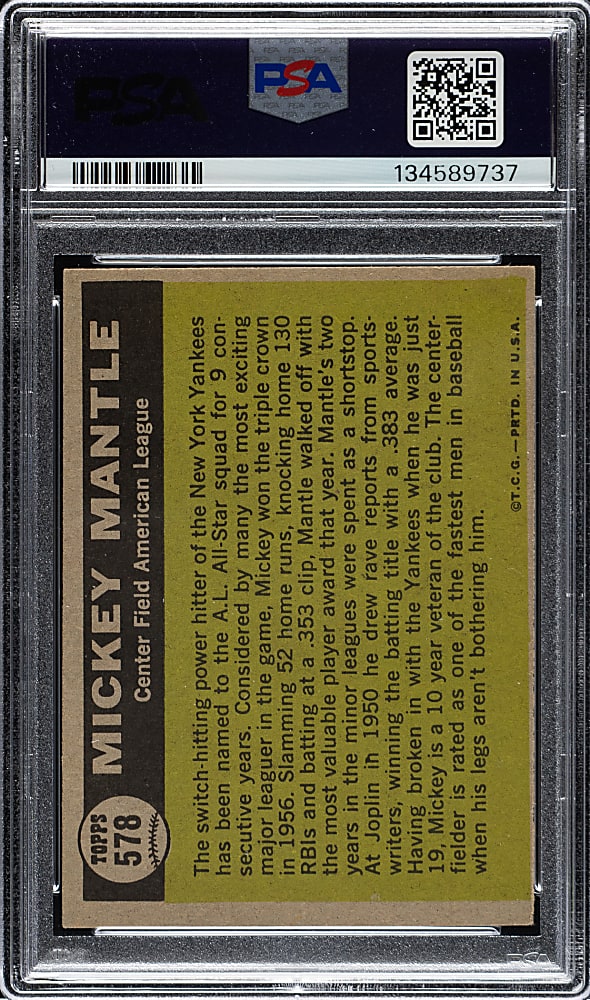 PSA
PSA
134589737
TOPPS
578
MICKEY MANTLE
Center Field American League
The switch-hitting power hitter of the New York Yankees
has been named to the A.L. All-Star squad for 9 con-
secutive years. Considered by many the most exciting
major leaguer in the game, Mickey won the triple crown
in 1956. Slamming 52 home runs, knocking home 130
RBIs and batting at a .353 clip, Mantle walked off with
the most valuable player award that year. Mantle's two
years in the minor leagues were spent as a shortstop.
At Joplin in 1950 he drew rave reports from sports-
writers, winning the batting title with a .383 average.
Having broken in with the Yankees when he was just
19, Mickey is a 10 year veteran of the club. The center-
fielder is rated as one of the fastest men in baseball
when his legs aren't bothering him.
©T.C.G.—PRTD. IN U.S.A.
PSA